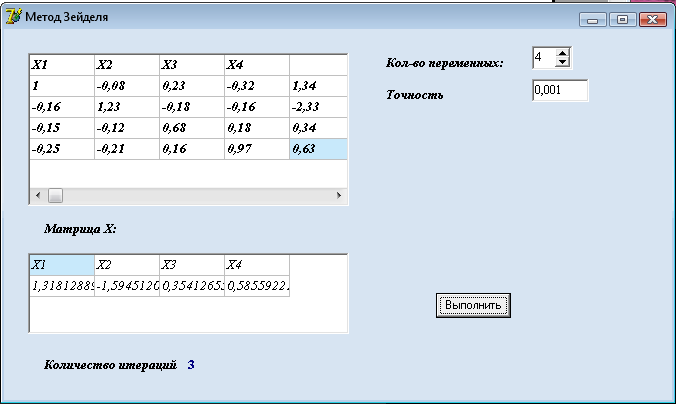 Метод Зейделя
X1 X2 X3 X4
1 -0,08 0,23 -0,32 1,34
-0,16 1,23 -0,18 -0,16 -2,33
-0,15 -0,12 0,68 0,18 0,34
-0,25 -0,21 0,16 0,97 0,63
Кол-во переменных: 4
Точность 0,001
Матрица X:
X1 X2 X3 X4
1,3181288 -1,594512 0,3541265 0,5855922
Выполнить
Количество итераций 3